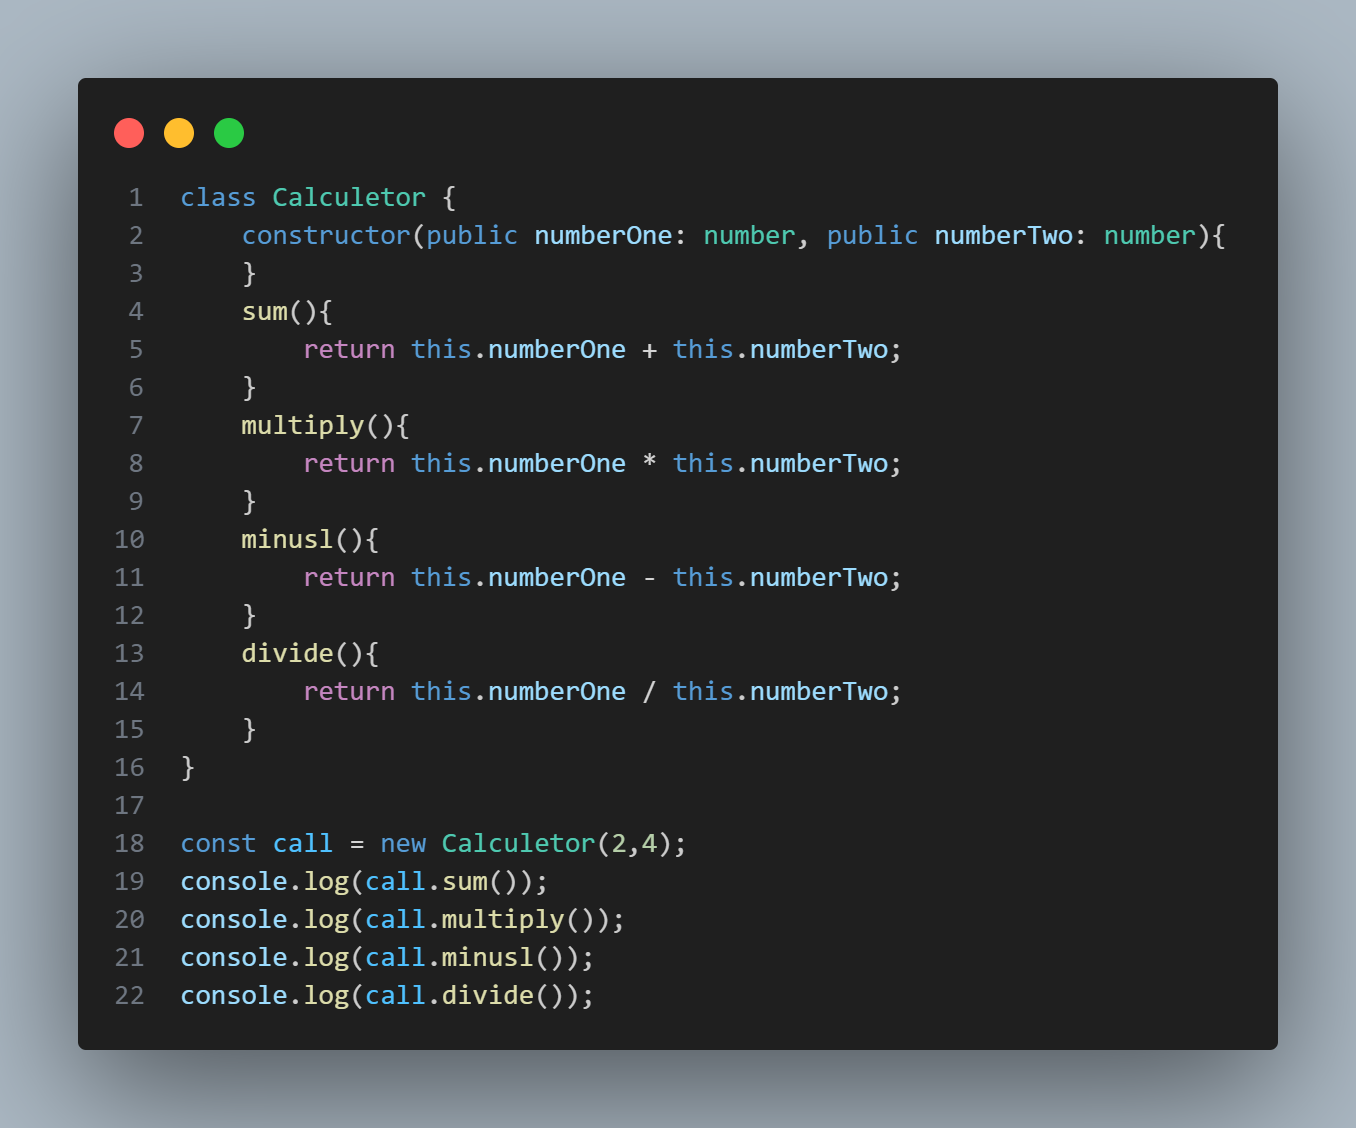 1 class Calculetor {
2     constructor(public numberOne: number, public numberTwo: number){
3     }
4     sum(){
5         return this.numberOne + this.numberTwo;
6     }
7     multiply(){
8         return this.numberOne * this.numberTwo;
9     }
10     minusl(){
11         return this.numberOne - this.numberTwo;
12     }
13     divide(){
14         return this.numberOne / this.numberTwo;
15     }
16 }
17
18 const call = new Calculetor(2,4);
19 console.log(call.sum());
20 console.log(call.multiply());
21 console.log(call.minusl());
22 console.log(call.divide());